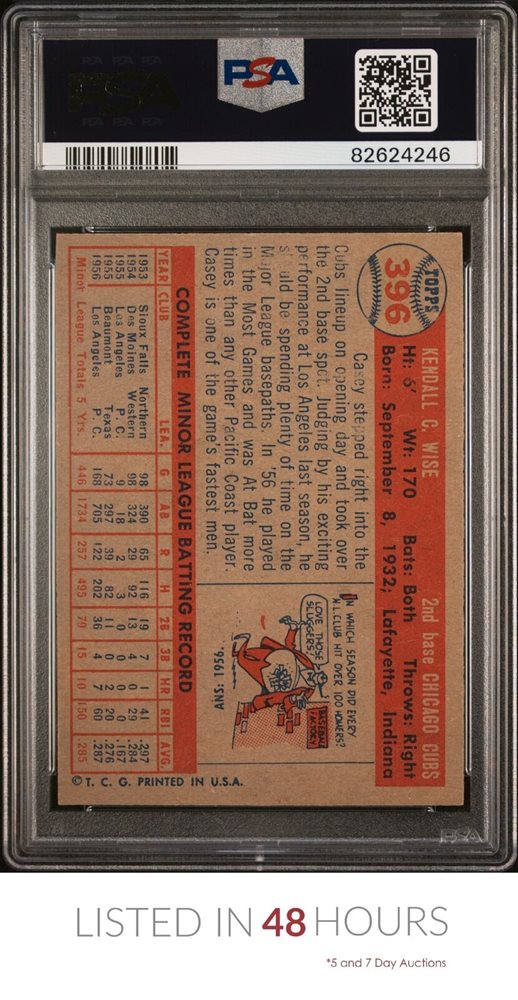 PSA
82624246
TOPPS
396
KENDALL C. WISE 2nd base CHICAGO CUBS
Ht: 6' Wt: 170 Bats: Both Throws: Right
Born: September 8, 1932; Lafayette, Indiana
Casey stepped right into the
Cubs lineup on opening day and took over
the 2nd base spot. Judging by his exciting
performance at Los Angeles last season, he
should be spending plenty of time on the
Major League basepaths. In '56 he played
in the Most Games and was At Bat more
times than any other Pacific Coast player.
Casey is one of the game's fastest men.
IN WHICH SEASON DID EVERY
N.L. CLUB HIT OVER 100 HOMERS?
LOVE THOSE
SLUGGERS!
BASEBALL
FACTORY
ANS: 1956.
COMPLETE MINOR LEAGUE BATTING RECORD
YEAR CLUB LEA. G AB R H 2B 3B HR RBI AVG.
1953 Sioux Falls Northern 98 390 65 116 19 7 1 41 .297
1954 Des Moines Western 98 324 29 92 13 4 0 29 .284
1955 Los Angeles P. C. 9 18 2 3 0 0 0 0 .167
1955 Beaumont Texas 73 297 39 82 11 4 2 20 .276
1956 Los Angeles P. C. 168 705 122 202 36 0 7 60 .287
Minor League Totals 5 Yrs. 446 1734 257 495 79 15 10 150 .285
© T. C. G. PRINTED IN U.S.A.
PSA
LISTED IN 48 HOURS
*5 and 7 Day Auctions